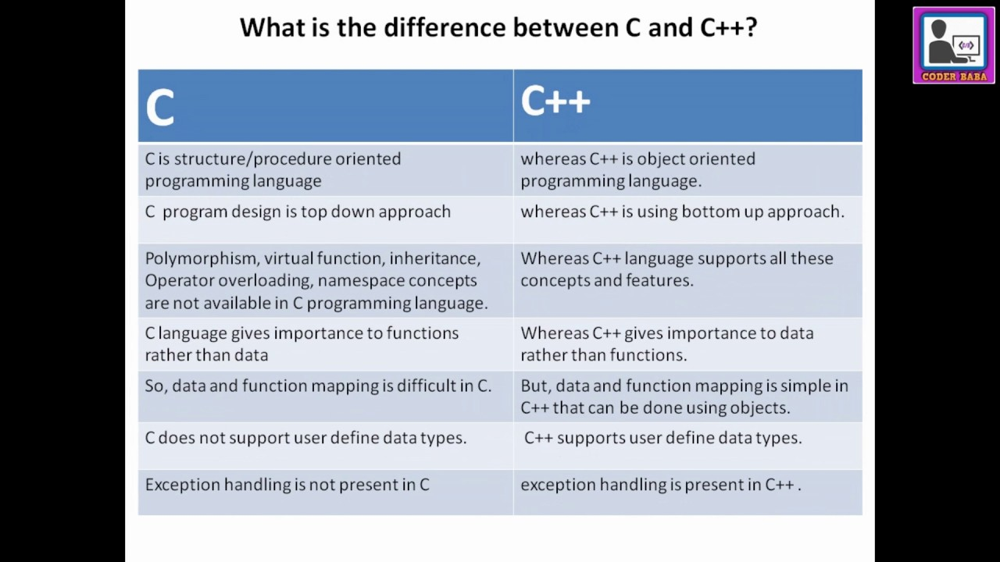 What is the difference between C and C++?
CODER BABA
C
C++
C is structure/procedure oriented
programming language
whereas C++ is object oriented
programming language.
C  program design is top down approach
whereas C++ is using bottom up approach.
Polymorphism, virtual function, inheritance,
Operator overloading, namespace concepts
are not available in C programming language.
Whereas C++ language supports all these
concepts and features.
C language gives importance to functions
rather than data
Whereas C++ gives importance to data
rather than functions.
So, data and function mapping is difficult in C.
But, data and function mapping is simple in
C++ that can be done using objects.
C does not support user define data types.
C++ supports user define data types.
Exception handling is not present in C
exception handling is present in C++ .